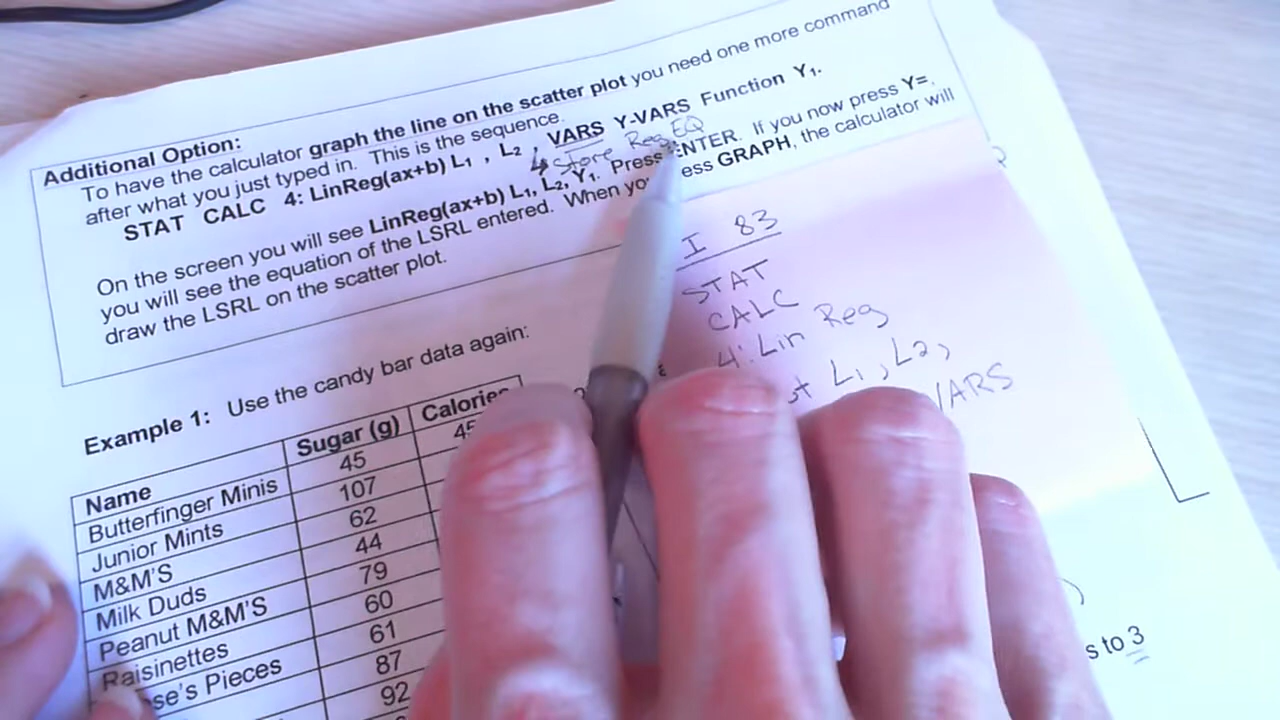 Additional Option:
To have the calculator graph the line on the scatter plot you need one more command
after what you just typed in. This is the sequence.
STAT CALC 4: LinReg(ax+b) L1 , L2 , VARS Y-VARS Function Y1.
↳ Store Reg EQ
On the screen you will see LinReg(ax+b) L1, L2, Y1. Press ENTER. If you now press Y=,
you will see the equation of the LSRL entered. When you ess GRAPH, the calculator will
draw the LSRL on the scatter plot.
I 83
STAT
CALC
4: Lin Reg
L1, L2,
VARS
Example 1: Use the candy bar data again:
Name Sugar (g) Calories
Butterfinger Minis 45 45
Junior Mints 107
M&M'S 62
Milk Duds 44
Peanut M&M'S 79
Raisinettes 60
se's Pieces 61
87
92
s to 3